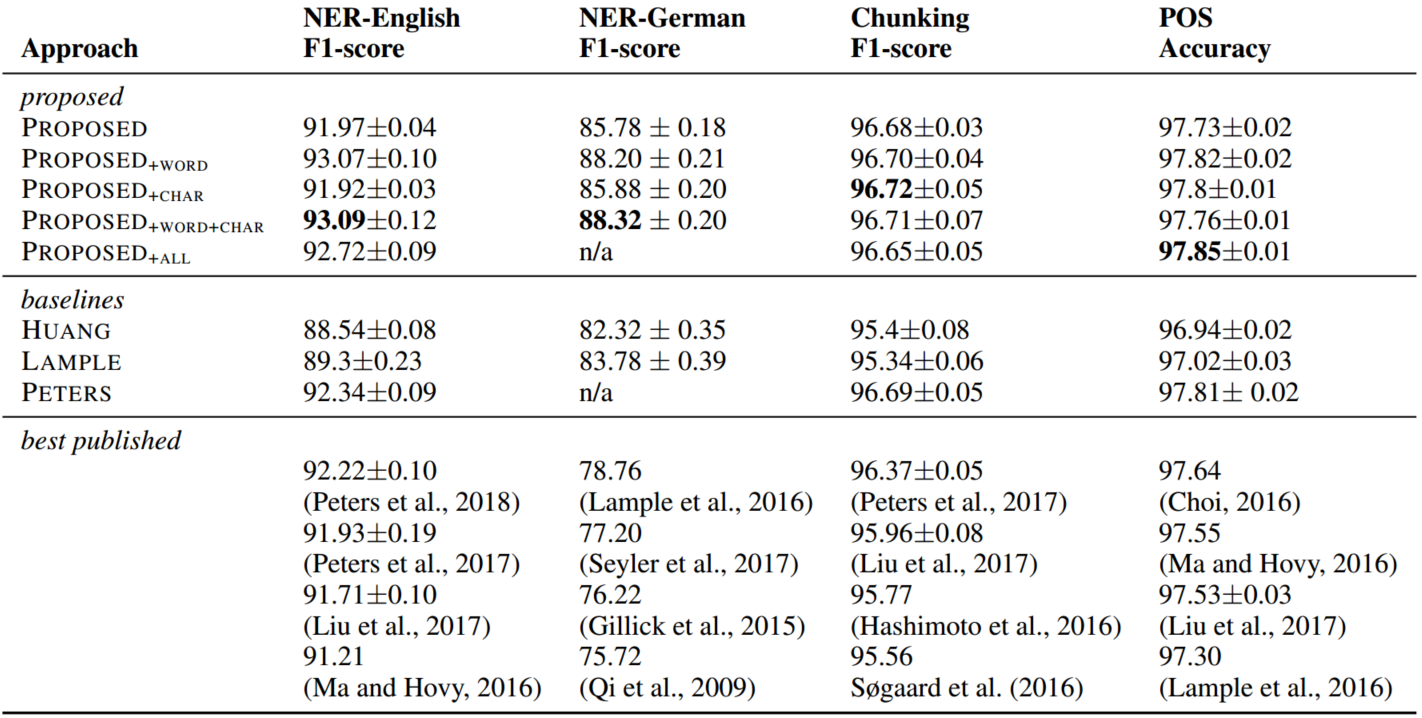 NER-English NER-German Chunking POS
Approach F1-score F1-score F1-score Accuracy
proposed
PROPOSED 91.97±0.04 85.78 ± 0.18 96.68±0.03 97.73±0.02
PROPOSED+WORD 93.07±0.10 88.20 ± 0.21 96.70±0.04 97.82±0.02
PROPOSED+CHAR 91.92±0.03 85.88 ± 0.20 96.72±0.05 97.8±0.01
PROPOSED+WORD+CHAR 93.09±0.12 88.32 ± 0.20 96.71±0.07 97.76±0.01
PROPOSED+ALL 92.72±0.09 n/a 96.65±0.05 97.85±0.01
baselines
HUANG 88.54±0.08 82.32 ± 0.35 95.4±0.08 96.94±0.02
LAMPLE 89.3±0.23 83.78 ± 0.39 95.34±0.06 97.02±0.03
PETERS 92.34±0.09 n/a 96.69±0.05 97.81± 0.02
best published
92.22±0.10 78.76 96.37±0.05 97.64
(Peters et al., 2018) (Lample et al., 2016) (Peters et al., 2017) (Choi, 2016)
91.93±0.19 77.20 95.96±0.08 97.55
(Peters et al., 2017) (Seyler et al., 2017) (Liu et al., 2017) (Ma and Hovy, 2016)
91.71±0.10 76.22 95.77 97.53±0.03
(Liu et al., 2017) (Gillick et al., 2015) (Hashimoto et al., 2016) (Liu et al., 2017)
91.21 75.72 95.56 97.30
(Ma and Hovy, 2016) (Qi et al., 2009) Søgaard et al. (2016) (Lample et al., 2016)